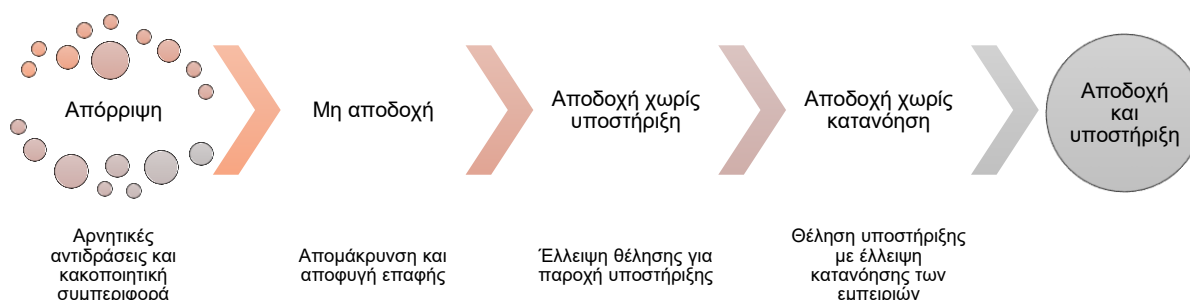 Απόρριψη
Μη αποδοχή
Αποδοχή χωρίς
υποστήριξη
Αποδοχή χωρίς
κατανόηση
Αποδοχή
και
υποστήριξη
Αρνητικές
αντιδράσεις και
κακοποιητική
συμπεριφορά
Απομάκρυνση και
αποφυγή επαφής
Έλλειψη θέλησης για
παροχή υποστήριξης
Θέληση υποστήριξης
με έλλειψη
κατανόησης των
εμπειριών